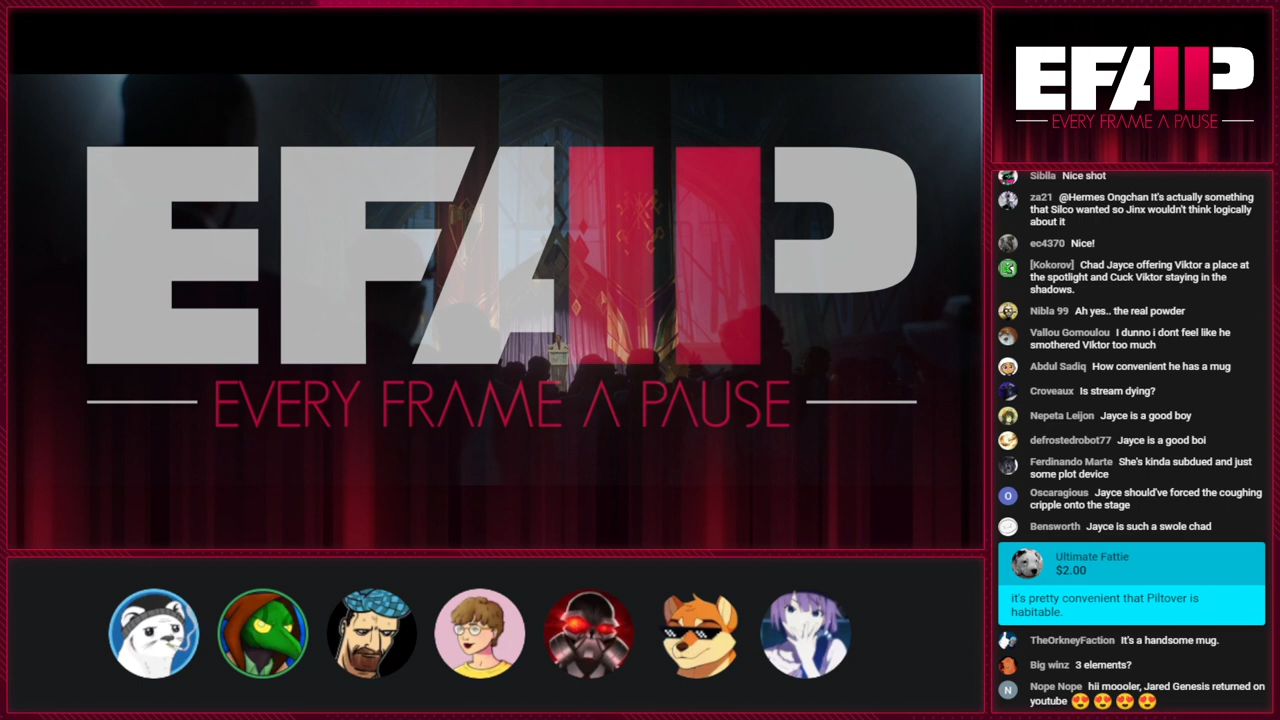 EFAP
EVERY FRAME A PAUSE
EFAP
EVERY FRAME A PAUSE
Siblla Nice shot
za21 @Hermes Ongchan It's actually something
that Silco wanted so Jinx wouldn't think logically
about it
ec4370 Nice!
[Kokorov] Chad Jayce offering Viktor a place at
the spotlight and Cuck Viktor staying in the
shadows.
Nibla 99 Ah yes.. the real powder
Vallou Gomoulou I dunno i dont feel like he
smothered Viktor too much
Abdul Sadiq How convenient he has a mug
Croveaux Is stream dying?
Nepeta Leijon Jayce is a good boy
defrostedrobot77 Jayce is a good boi
Ferdinando Marte She's kinda subdued and just
some plot device
O
Oscaragious Jayce should've forced the coughing
cripple onto the stage
Bensworth Jayce is such a swole chad
Ultimate Fattie
$2.00
it's pretty convenient that Piltover is
habitable.
TheOrkneyFaction It's a handsome mug.
Big winz 3 elements?
N
Nope Nope hii moooler, Jared Genesis returned on
youtube 😍 😍 😍 😍